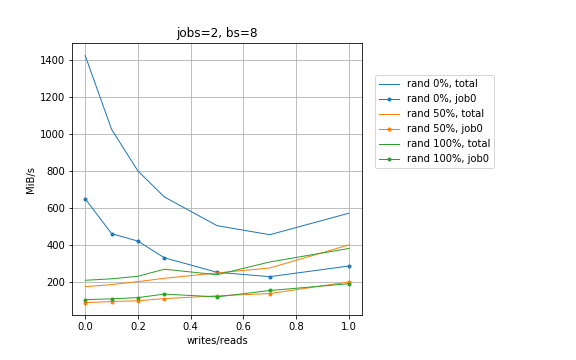 jobs=2, bs=8
MiB/s
1400
1200
1000
800
600
400
200
0.0 0.2 0.4 0.6 0.8 1.0
writes/reads
rand 0%, total
rand 0%, job0
rand 50%, total
rand 50%, job0
rand 100%, total
rand 100%, job0